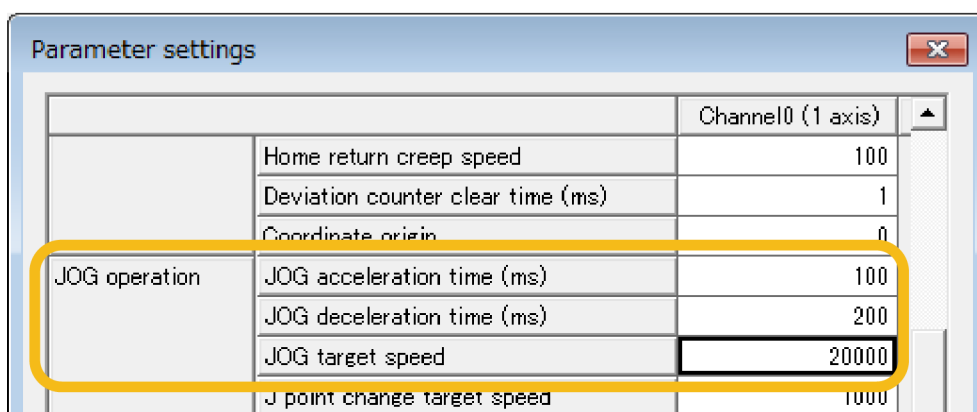 Parameter settings
Channel0 (1 axis)
Home return creep speed 100
Deviation counter clear time (ms) 1
Coordinate origin 0
JOG operation JOG acceleration time (ms) 100
JOG deceleration time (ms) 200
JOG target speed 20000
J point change target speed 1000